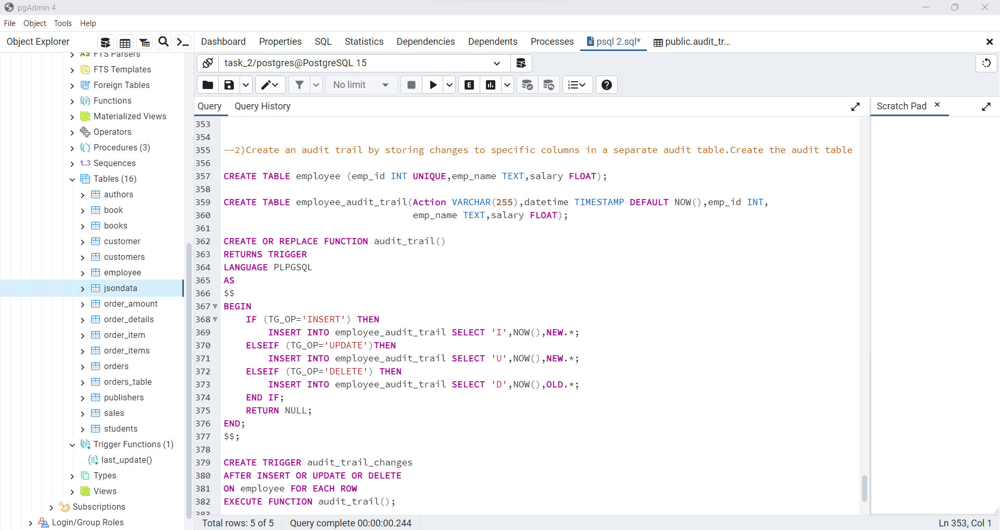 pgAdmin 4
File Object Tools Help
Object Explorer
Dashboard Properties SQL Statistics Dependencies Dependents Processes psql 2.sql* public.audit_tr...
task_2/postgres@PostgreSQL 15
No limit
E
Query Query History
Scratch Pad
Aa FTS Parsers
FTS Templates
Foreign Tables
Functions
Materialized Views
Operators
Procedures (3)
1..3 Sequences
Tables (16)
authors
book
books
customer
customers
employee
jsondata
order_amount
order_details
order_item
order_items
orders
orders_table
publishers
sales
students
Trigger Functions (1)
last_update()
Types
Views
Subscriptions
Login/Group Roles
353
354
355 --2)Create an audit trail by storing changes to specific columns in a separate audit table.Create the audit table
356
357 CREATE TABLE employee (emp_id INT UNIQUE,emp_name TEXT,salary FLOAT);
358
359 CREATE TABLE employee_audit_trail(Action VARCHAR(255),datetime TIMESTAMP DEFAULT NOW(),emp_id INT,
360 emp_name TEXT,salary FLOAT);
361
362 CREATE OR REPLACE FUNCTION audit_trail()
363 RETURNS TRIGGER
364 LANGUAGE PLPGSQL
365 AS
366 $$
367 BEGIN
368 IF (TG_OP='INSERT') THEN
369 INSERT INTO employee_audit_trail SELECT 'I',NOW(),NEW.*;
370 ELSEIF (TG_OP='UPDATE')THEN
371 INSERT INTO employee_audit_trail SELECT 'U',NOW(),NEW.*;
372 ELSEIF (TG_OP='DELETE') THEN
373 INSERT INTO employee_audit_trail SELECT 'D',NOW(),OLD.*;
374 END IF;
375 RETURN NULL;
376 END;
377 $$;
378
379 CREATE TRIGGER audit_trail_changes
380 AFTER INSERT OR UPDATE OR DELETE
381 ON employee FOR EACH ROW
382 EXECUTE FUNCTION audit_trail();
383
Total rows: 5 of 5 Query complete 00:00:00.244 Ln 353, Col 1